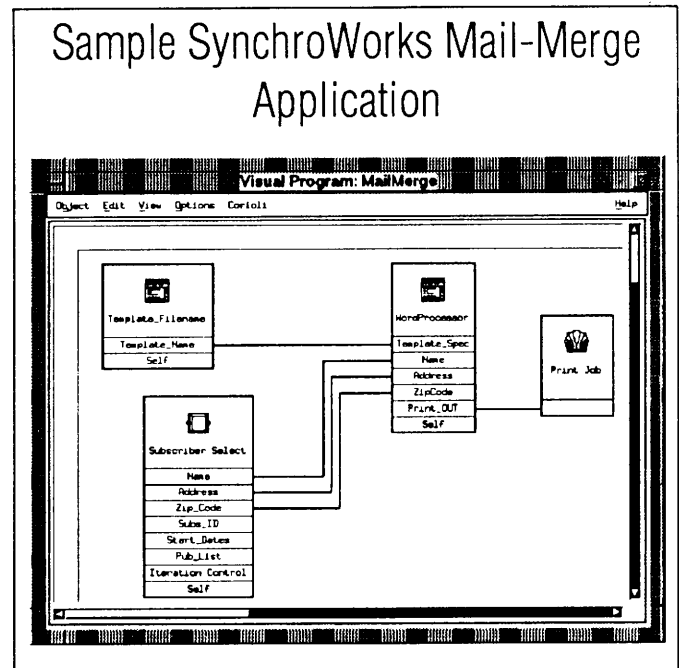 Sample SynchroWorks Mail-Merge
Application
Visual Program: MailMerge
Object Edit View Options Corioli Help
Template_Filename
Template_Name
Self
WordProcessor
Template_Spec
Name
Address
ZipCode
Print_OUT
Self
Print Job
Subscriber Select
Name
Address
Zip_Code
Subs_ID
Start_Dates
Pub_List
Iteration Control
Self